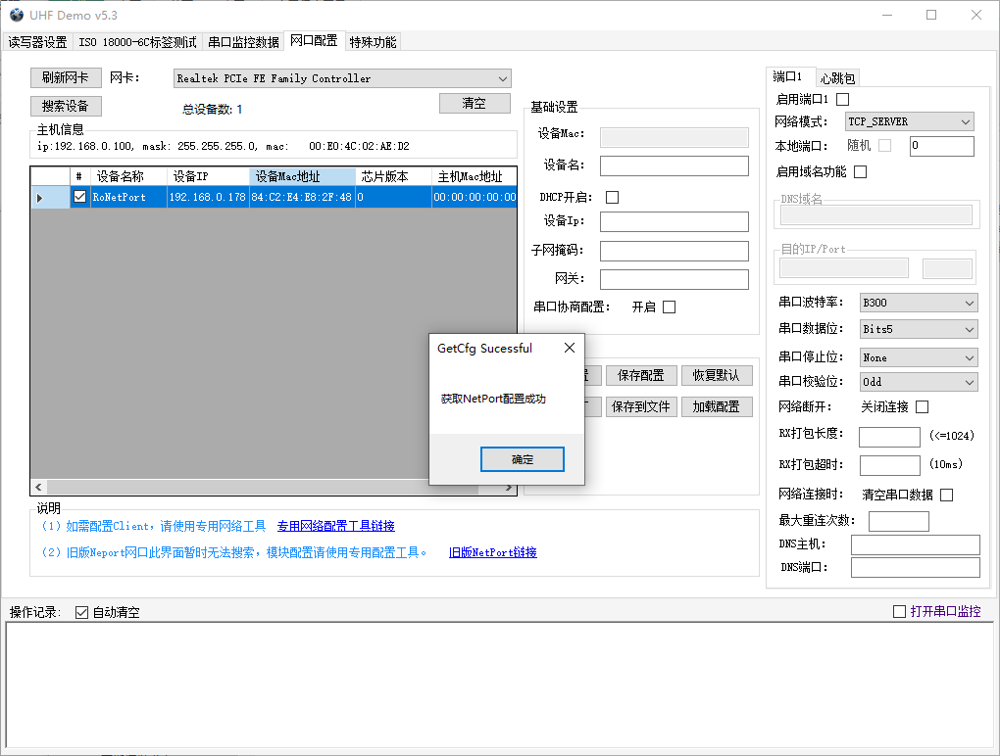 UHF Demo v5.3
读写器设置 ISO 18000-6C标签测试 串口监控数据 网口配置 特殊功能
刷新网卡 网卡: Realtek PCIe FE Family Controller
搜索设备 总设备数: 1 清空
主机信息
ip:192.168.0.100, mask: 255.255.255.0, mac: 00:E0:4C:02:AE:D2
# 设备名称 设备IP 设备Mac地址 芯片版本 主机Mac地址
RoNetPort 192.168.0.178 84:C2:E4:E8:2F:48 0 00:00:00:00:00
基础设置
设备Mac:
设备名:
DHCP开启:
设备Ip:
子网掩码:
网关:
串口协商配置: 开启
保存配置 恢复默认
保存到文件 加载配置
GetCfg Sucessful
获取NetPort配置成功
确定
说明
(1) 如需配置Client, 请使用专用网络工具 专用网络配置工具链接
(2) 旧版Neport网口此界面暂时无法搜索, 模块配置请使用专用配置工具。 旧版NetPort链接
端口1 心跳包
启用端口1
网络模式: TCP_SERVER
本地端口: 随机 0
启用域名功能
DNS域名
目的IP/Port
串口波特率: B300
串口数据位: Bits5
串口停止位: None
串口校验位: Odd
网络断开: 关闭连接
RX打包长度: (<=1024)
RX打包超时: (10ms)
网络连接时: 清空串口数据
最大重连次数:
DNS主机:
DNS端口:
操作记录: 自动清空 打开串口监控